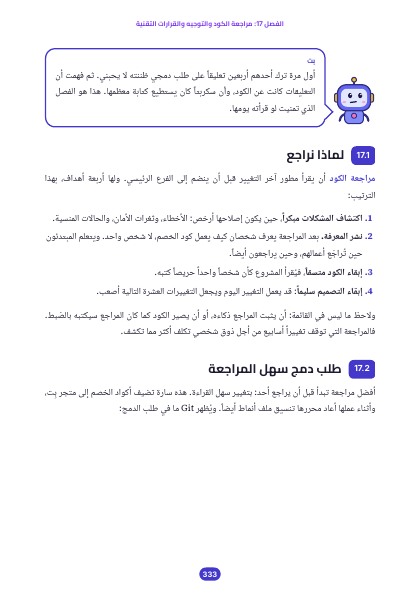 الفصل 17: مراجعة الكود والتوجيه والقرارات التقنية
بت
أول مرة ترك أحدهم أربعين تعليقاً على طلب دمجي ظننته لا يحبني. ثم فهمت أن
التعليقات كانت عن الكود، وأن سكربتاً كان يستطيع كتابة معظمها. هذا هو الفصل
الذي تمنيت لو قرأته يومها.
17.1 لماذا نراجع
مراجعة الكود أن يقرأ مطور آخر التغيير قبل أن ينضم إلى الفرع الرئيسي. ولها أربعة أهداف، بهذا
الترتيب:
1. اكتشاف المشكلات مبكراً، حين يكون إصلاحها أرخص: الأخطاء، وثغرات الأمان، والحالات المنسية.
2. نشر المعرفة. بعد المراجعة يعرف شخصان كيف يعمل كود الخصم، لا شخص واحد. ويتعلم المبتدئون
حين تُراجَع أعمالهم، وحين يراجعون أيضاً.
3. إبقاء الكود متسقاً، فيُقرأ المشروع كأن شخصاً واحداً حريصاً كتبه.
4. إبقاء التصميم سليماً: قد يعمل التغيير اليوم ويجعل التغييرات العشرة التالية أصعب.
ولاحظ ما ليس في القائمة: أن يثبت المراجع ذكاءه، أو أن يصير الكود كما كان المراجع سيكتبه بالضبط.
فالمراجعة التي توقف تغييراً أسابيع من أجل ذوق شخصي تكلف أكثر مما تكشف.
17.2 طلب دمج سهل المراجعة
أفضل مراجعة تبدأ قبل أن يراجع أحد: بتغيير سهل القراءة. هذه سارة تضيف أكواد الخصم إلى متجر بت،
وأثناء عملها أعاد محررها تنسيق ملف أنماط أيضاً. ويُظهر Git ما في طلب الدمج:
333